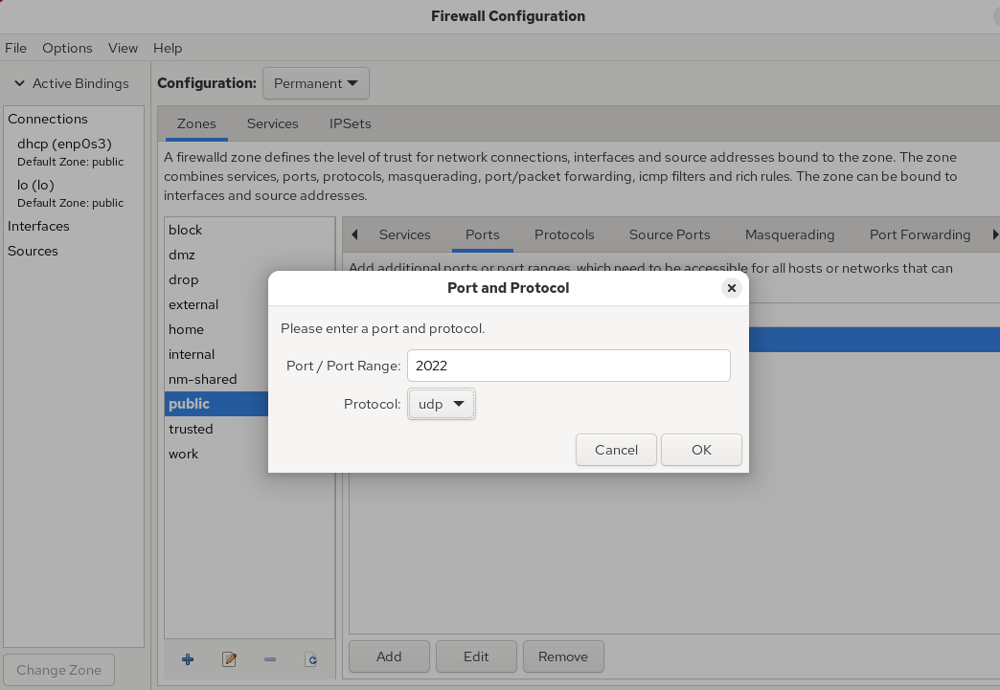 Firewall Configuration
File Options View Help
Active Bindings
Configuration: Permanent
Connections
dhcp (enp0s3)
Default Zone: public
lo (lo)
Default Zone: public
Interfaces
Sources
Change Zone
Zones Services IPSets
A firewalld zone defines the level of trust for network connections, interfaces and source addresses bound to the zone. The zone
combines services, ports, protocols, masquerading, port/packet forwarding, icmp filters and rich rules. The zone can be bound to
interfaces and source addresses.
block
dmz
drop
external
home
internal
nm-shared
public
trusted
work
Services Ports Protocols Source Ports Masquerading Port Forwarding
Add additional ports or port ranges, which need to be accessible for all hosts or networks that can
Port and Protocol
Please enter a port and protocol.
Port / Port Range: 2022
Protocol: udp
Cancel OK
Add Edit Remove